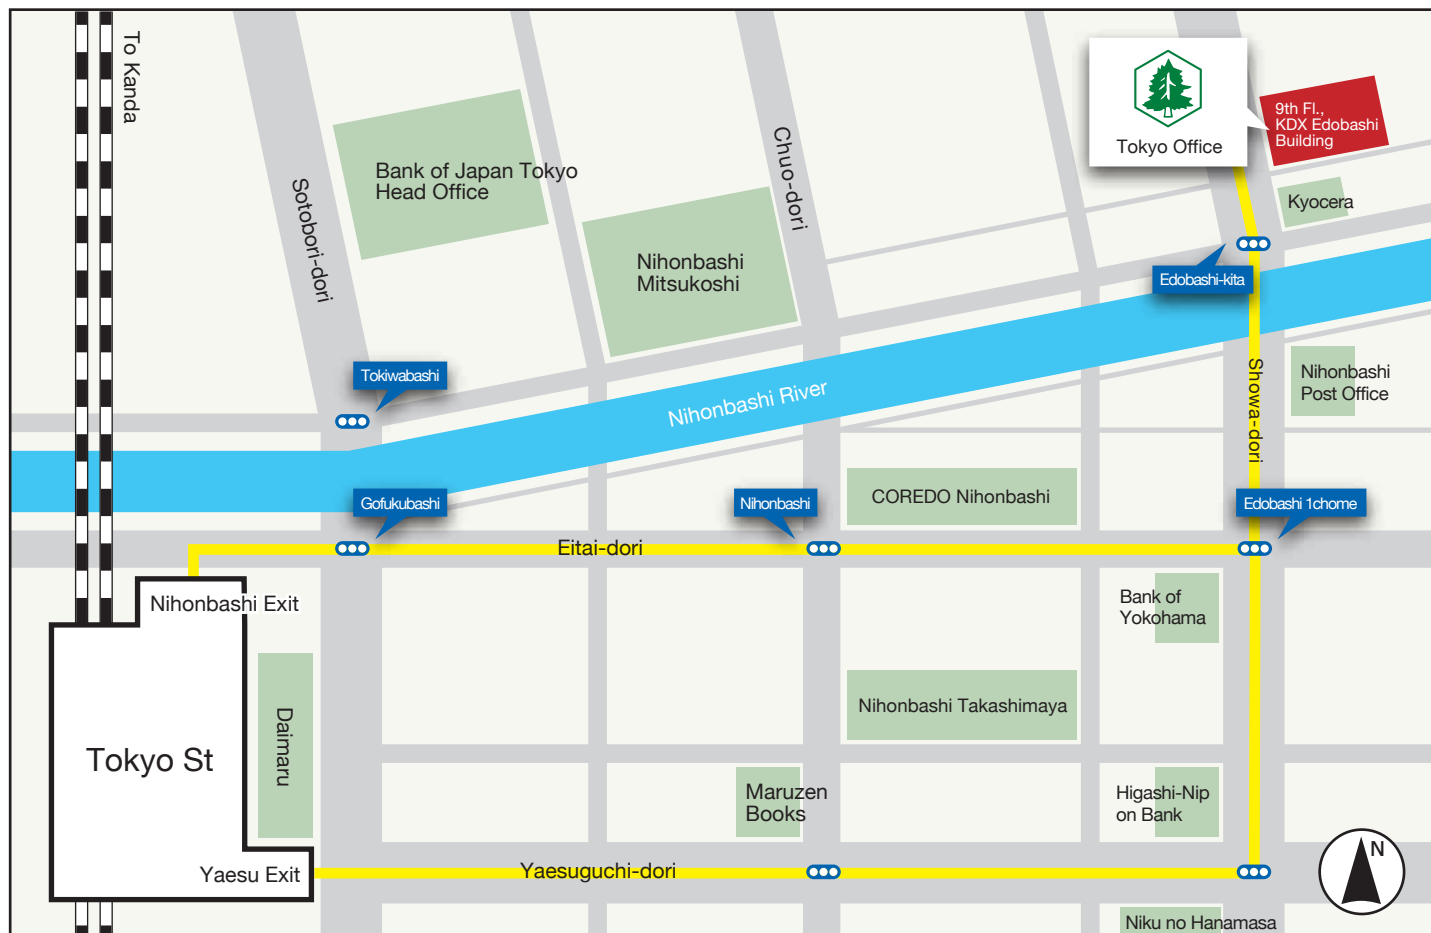 To Kanda
Tokyo Office
9th Fl.,
KDX Edobashi
Building
Chuo-dori
Bank of Japan Tokyo
Head Office
Sotobori-dori
Kyocera
Nihonbashi
Mitsukoshi
Edobashi-kita
Tokiwabashi
Nihonbashi River
Showa-dori
Nihonbashi
Post Office
Gofukubashi
Nihonbashi
COREDO Nihonbashi
Edobashi 1chome
Eitai-dori
Nihonbashi Exit
Bank of
Yokohama
Daimaru
Nihonbashi Takashimaya
Tokyo St
Maruzen
Books
Higashi-Nip
on Bank
Yaesu Exit
Yaesuguchi-dori
N
Niku no Hanamasa